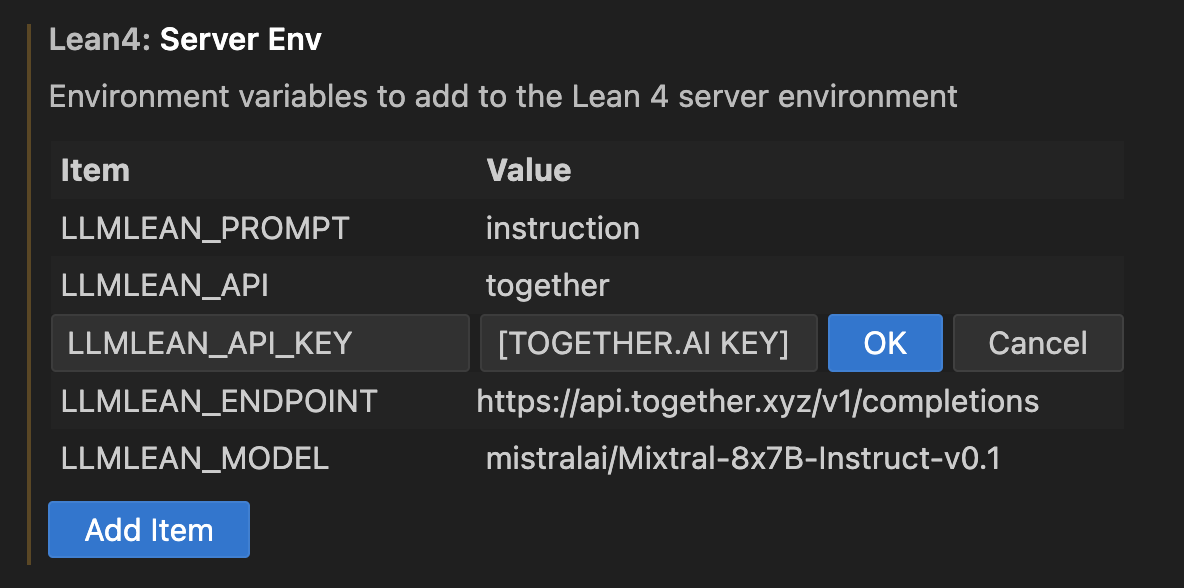 Lean4: Server Env
Environment variables to add to the Lean 4 server environment
Item Value
LLMLEAN_PROMPT instruction
LLMLEAN_API together
LLMLEAN_API_KEY [TOGETHER.AI KEY] OK Cancel
LLMLEAN_ENDPOINT https://api.together.xyz/v1/completions
LLMLEAN_MODEL mistralai/Mixtral-8x7B-Instruct-v0.1
Add Item